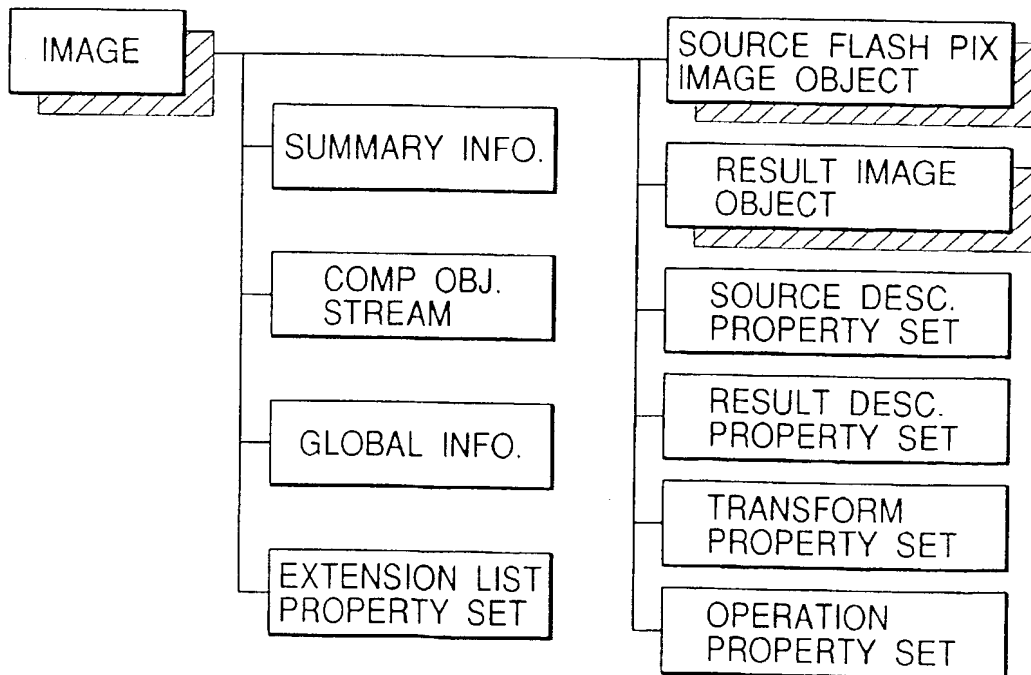 IMAGE
SUMMARY INFO.
COMP OBJ.
STREAM
GLOBAL INFO.
EXTENSION LIST
PROPERTY SET
SOURCE FLASH PIX
IMAGE OBJECT
RESULT IMAGE
OBJECT
SOURCE DESC.
PROPERTY SET
RESULT DESC.
PROPERTY SET
TRANSFORM
PROPERTY SET
OPERATION
PROPERTY SET